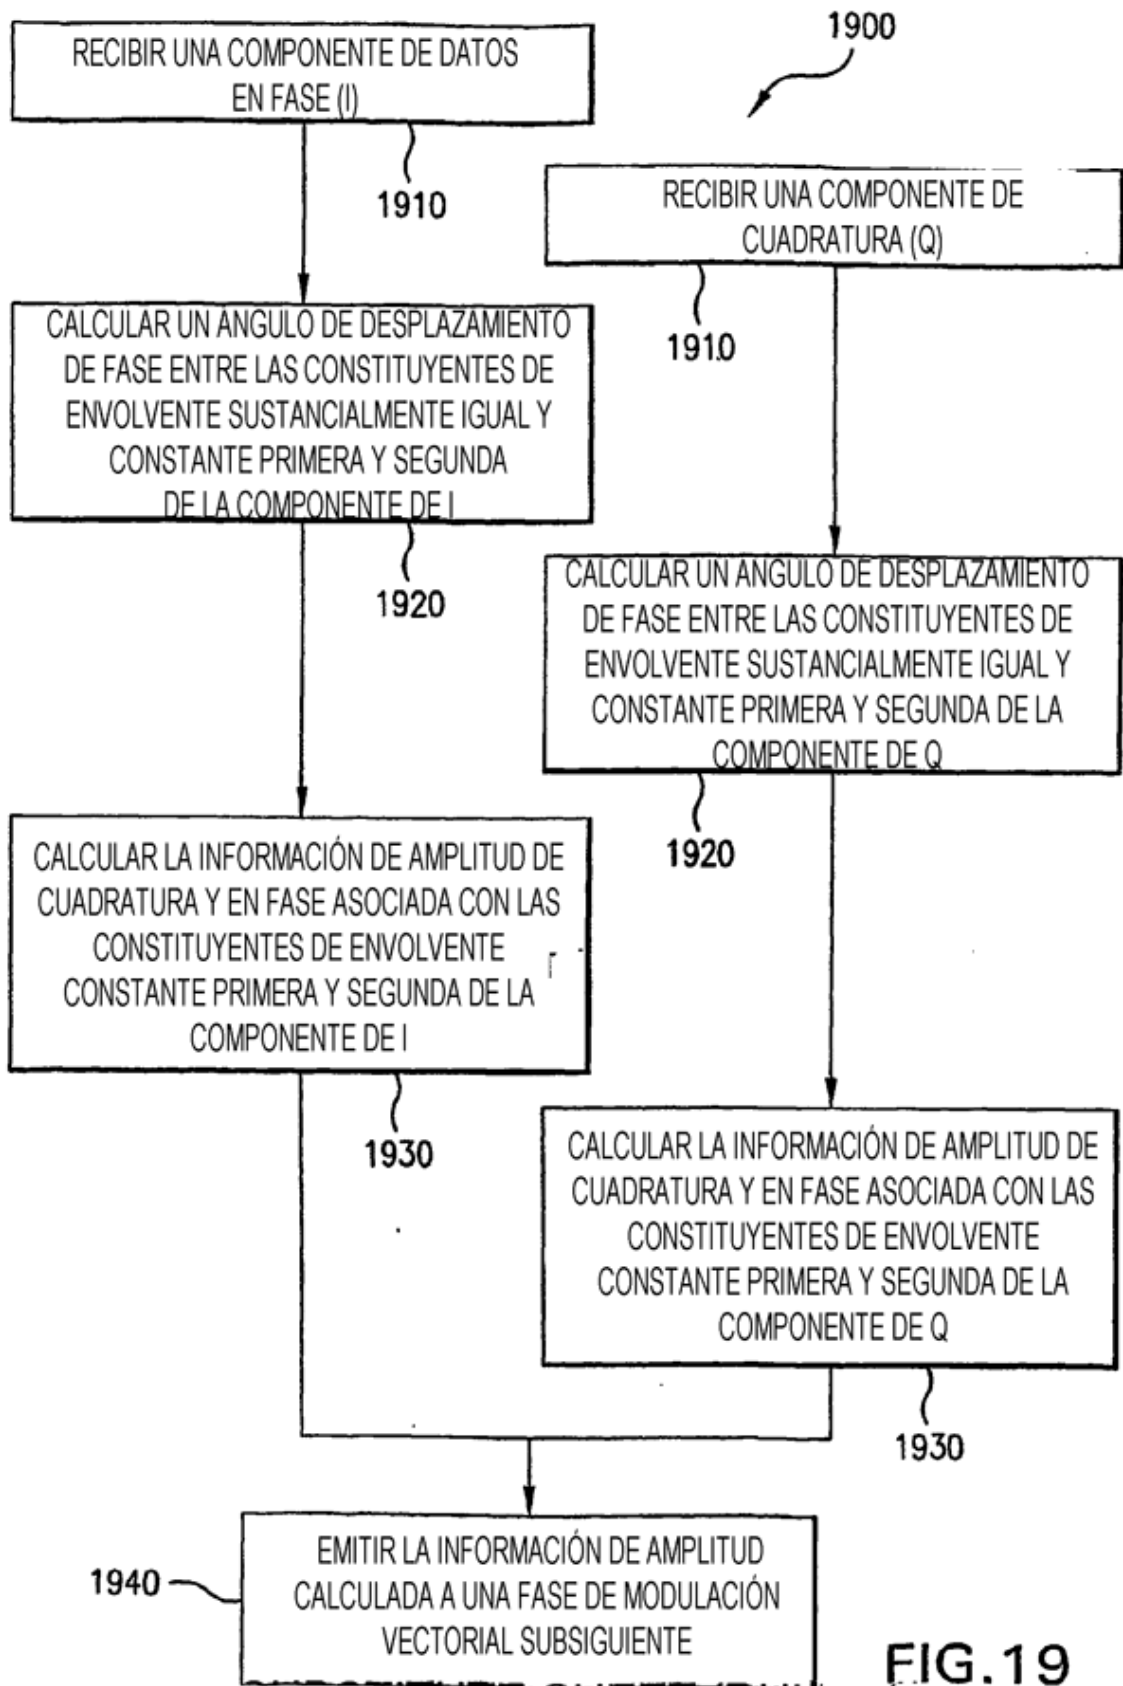 1900
RECIBIR UNA COMPONENTE DE DATOS
EN FASE (I)
1910
RECIBIR UNA COMPONENTE DE
CUADRATURA (Q)
1910
CALCULAR UN ANGULO DE DESPLAZAMIENTO
DE FASE ENTRE LAS CONSTITUYENTES DE
ENVOLVENTE SUSTANCIALMENTE IGUAL Y
CONSTANTE PRIMERA Y SEGUNDA
DE LA COMPONENTE DE I
1920
CALCULAR UN ANGULO DE DESPLAZAMIENTO
DE FASE ENTRE LAS CONSTITUYENTES DE
ENVOLVENTE SUSTANCIALMENTE IGUAL Y
CONSTANTE PRIMERA Y SEGUNDA DE LA
COMPONENTE DE Q
1920
CALCULAR LA INFORMACIÓN DE AMPLITUD DE
CUADRATURA Y EN FASE ASOCIADA CON LAS
CONSTITUYENTES DE ENVOLVENTE
CONSTANTE PRIMERA Y SEGUNDA DE LA
COMPONENTE DE I
1930
CALCULAR LA INFORMACIÓN DE AMPLITUD DE
CUADRATURA Y EN FASE ASOCIADA CON LAS
CONSTITUYENTES DE ENVOLVENTE
CONSTANTE PRIMERA Y SEGUNDA DE LA
COMPONENTE DE Q
1930
EMITIR LA INFORMACIÓN DE AMPLITUD
CALCULADA A UNA FASE DE MODULACIÓN
VECTORIAL SUBSIGUIENTE
1940
FIG.19